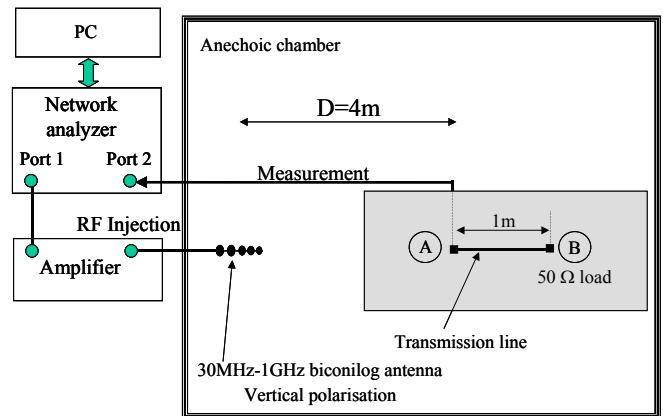 PC
Network
analyzer
Port 1
Port 2
RF Injection
Amplifier
Anechoic chamber
D=4m
Measurement
1m
A
B
50 Ω load
Transmission line
30MHz-1GHz biconilog antenna
Vertical polarisation